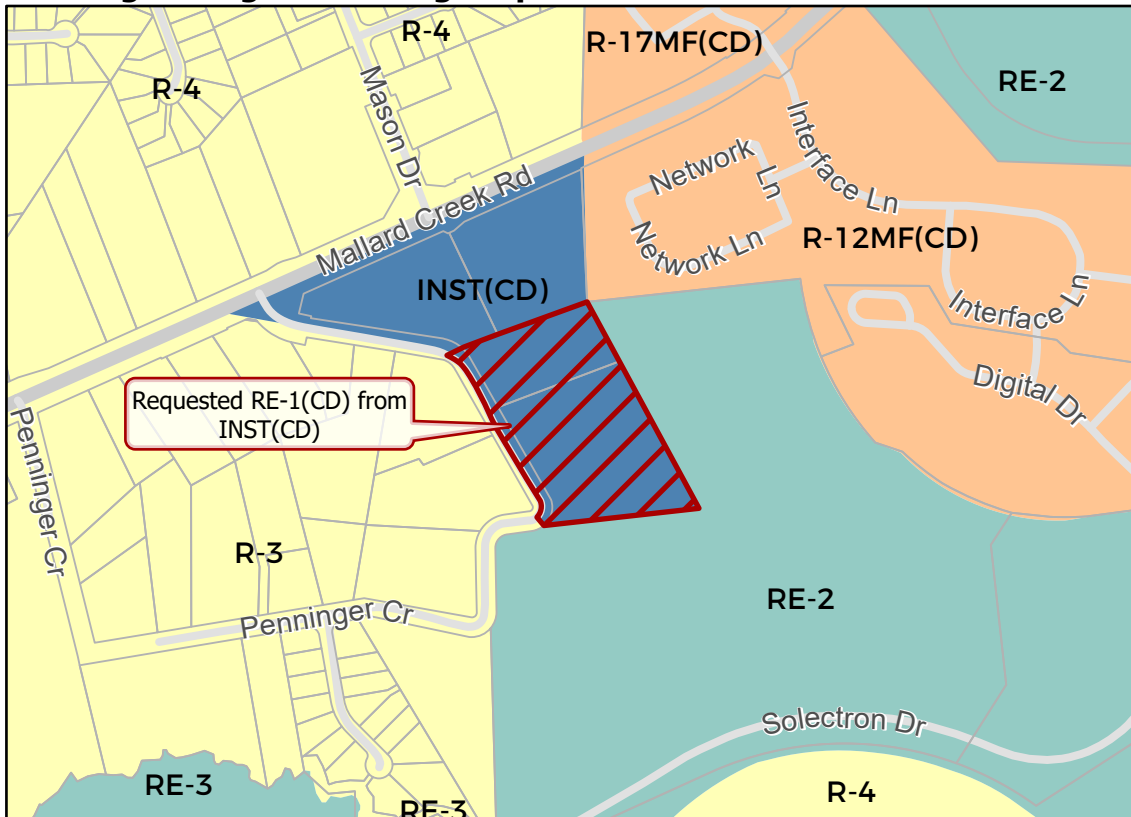 R-4
R-17MF(CD)
RE-2
R-4
Mason Dr
Interface Ln
Network
Ln
Mallard Creek Rd
Network Ln
R-12MF(CD)
INST(CD)
Interface Ln
Digital Dr
Requested RE-1(CD) from
INST(CD)
Penninger Cr
R-3
RE-2
Penninger Cr
Solectron Dr
RE-3
R-4
RE-3